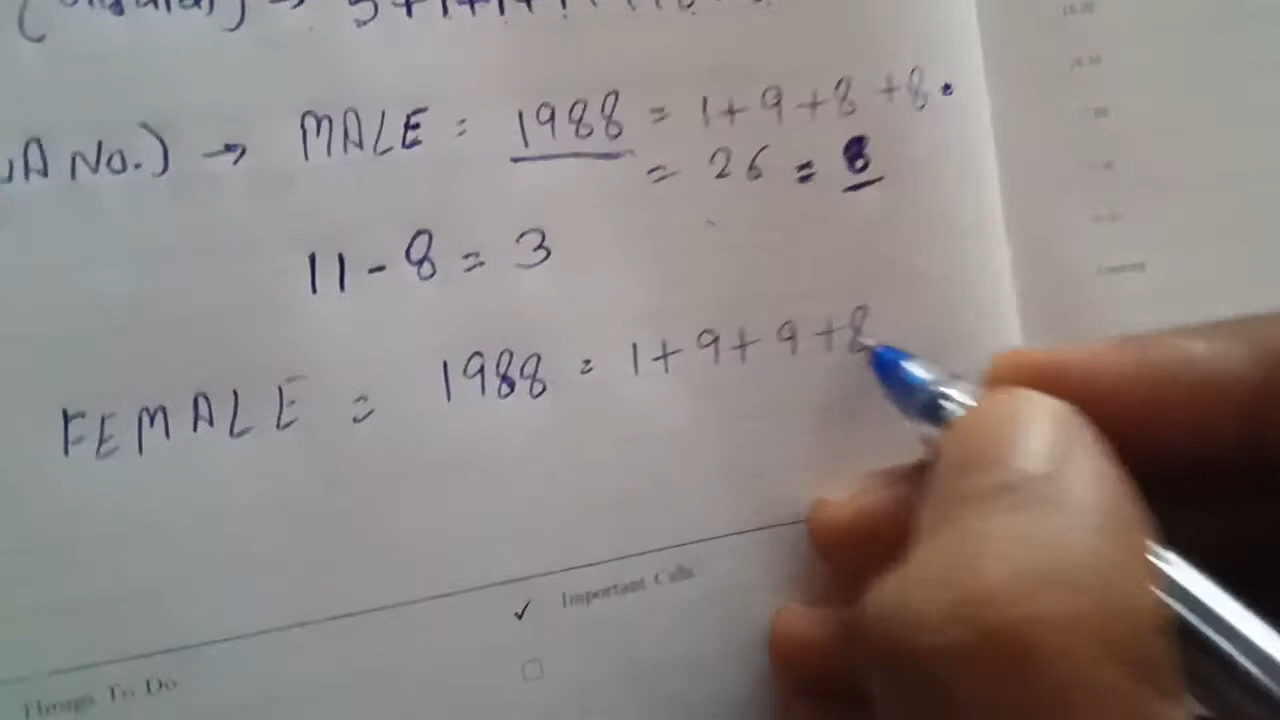 MALE = 1988 = 1+9+8+8.
A No.) →
= 26 = 8
11-8 = 3
FEMALE = 1988 = 1+9+9+8
✓ Important Calls
Things To Do